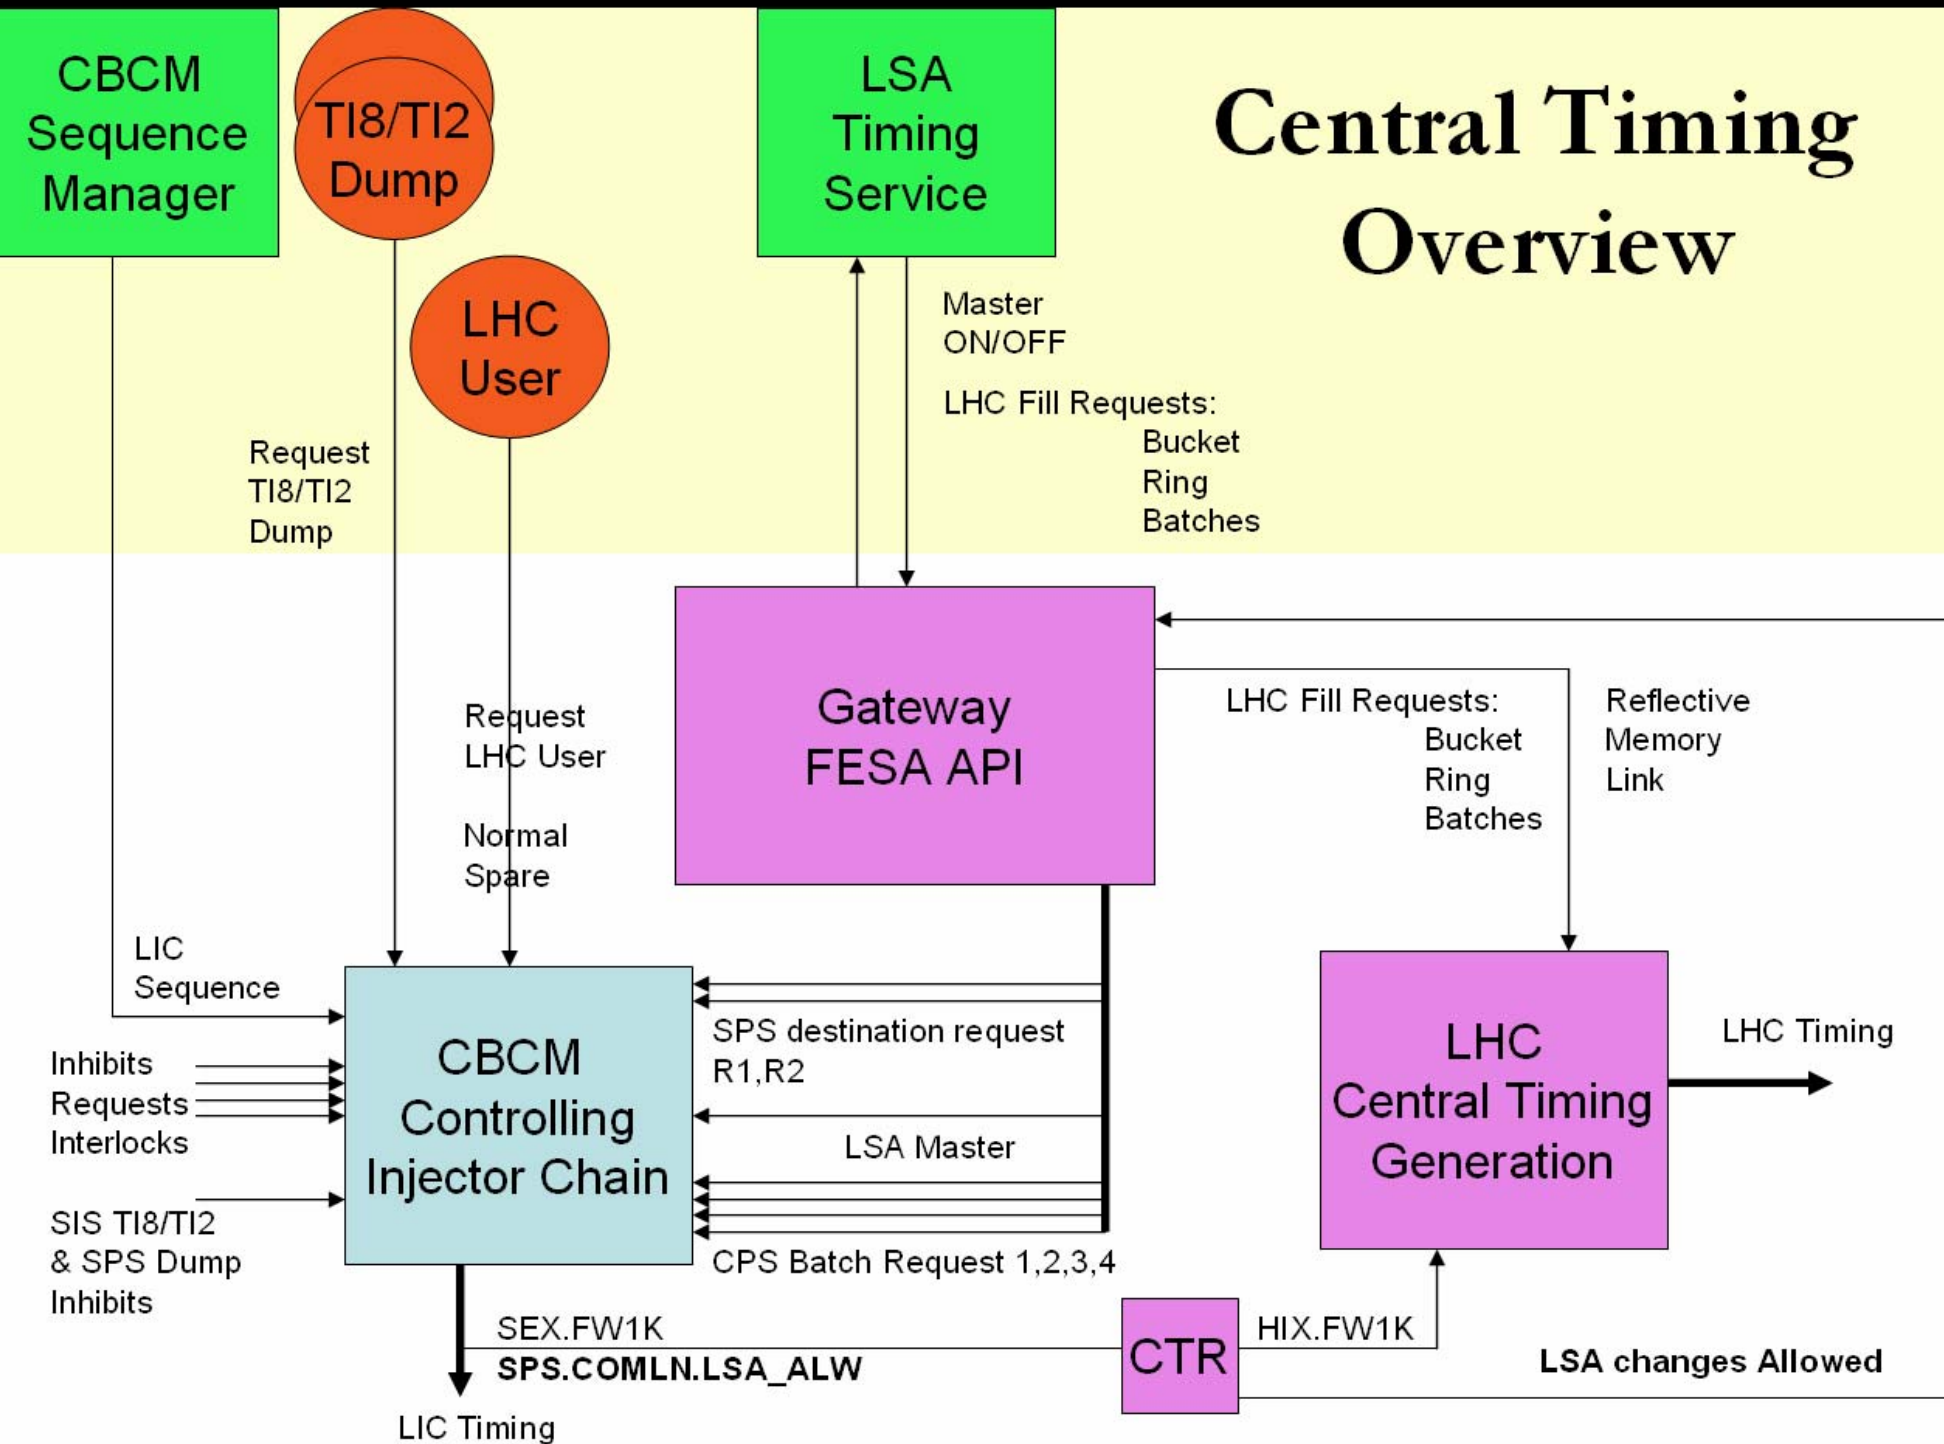 CBCM
Sequence
Manager
TI8/TI2
Dump
LSA
Timing
Service
Central Timing
Overview
LHC
User
Master
ON/OFF
LHC Fill Requests:
Bucket
Ring
Batches
Request
TI8/TI2
Dump
Gateway
FESA API
Request
LHC User
Normal
Spare
LHC Fill Requests:
Bucket
Ring
Batches
Reflective
Memory
Link
LIC
Sequence
Inhibits
Requests
Interlocks
SIS TI8/TI2
& SPS Dump
Inhibits
CBCM
Controlling
Injector Chain
SPS destination request
R1,R2
LSA Master
CPS Batch Request 1,2,3,4
LHC
Central Timing
Generation
LHC Timing
SEX.FW1K
SPS.COMLN.LSA_ALW
CTR
HIX.FW1K
LSA changes Allowed
LIC Timing